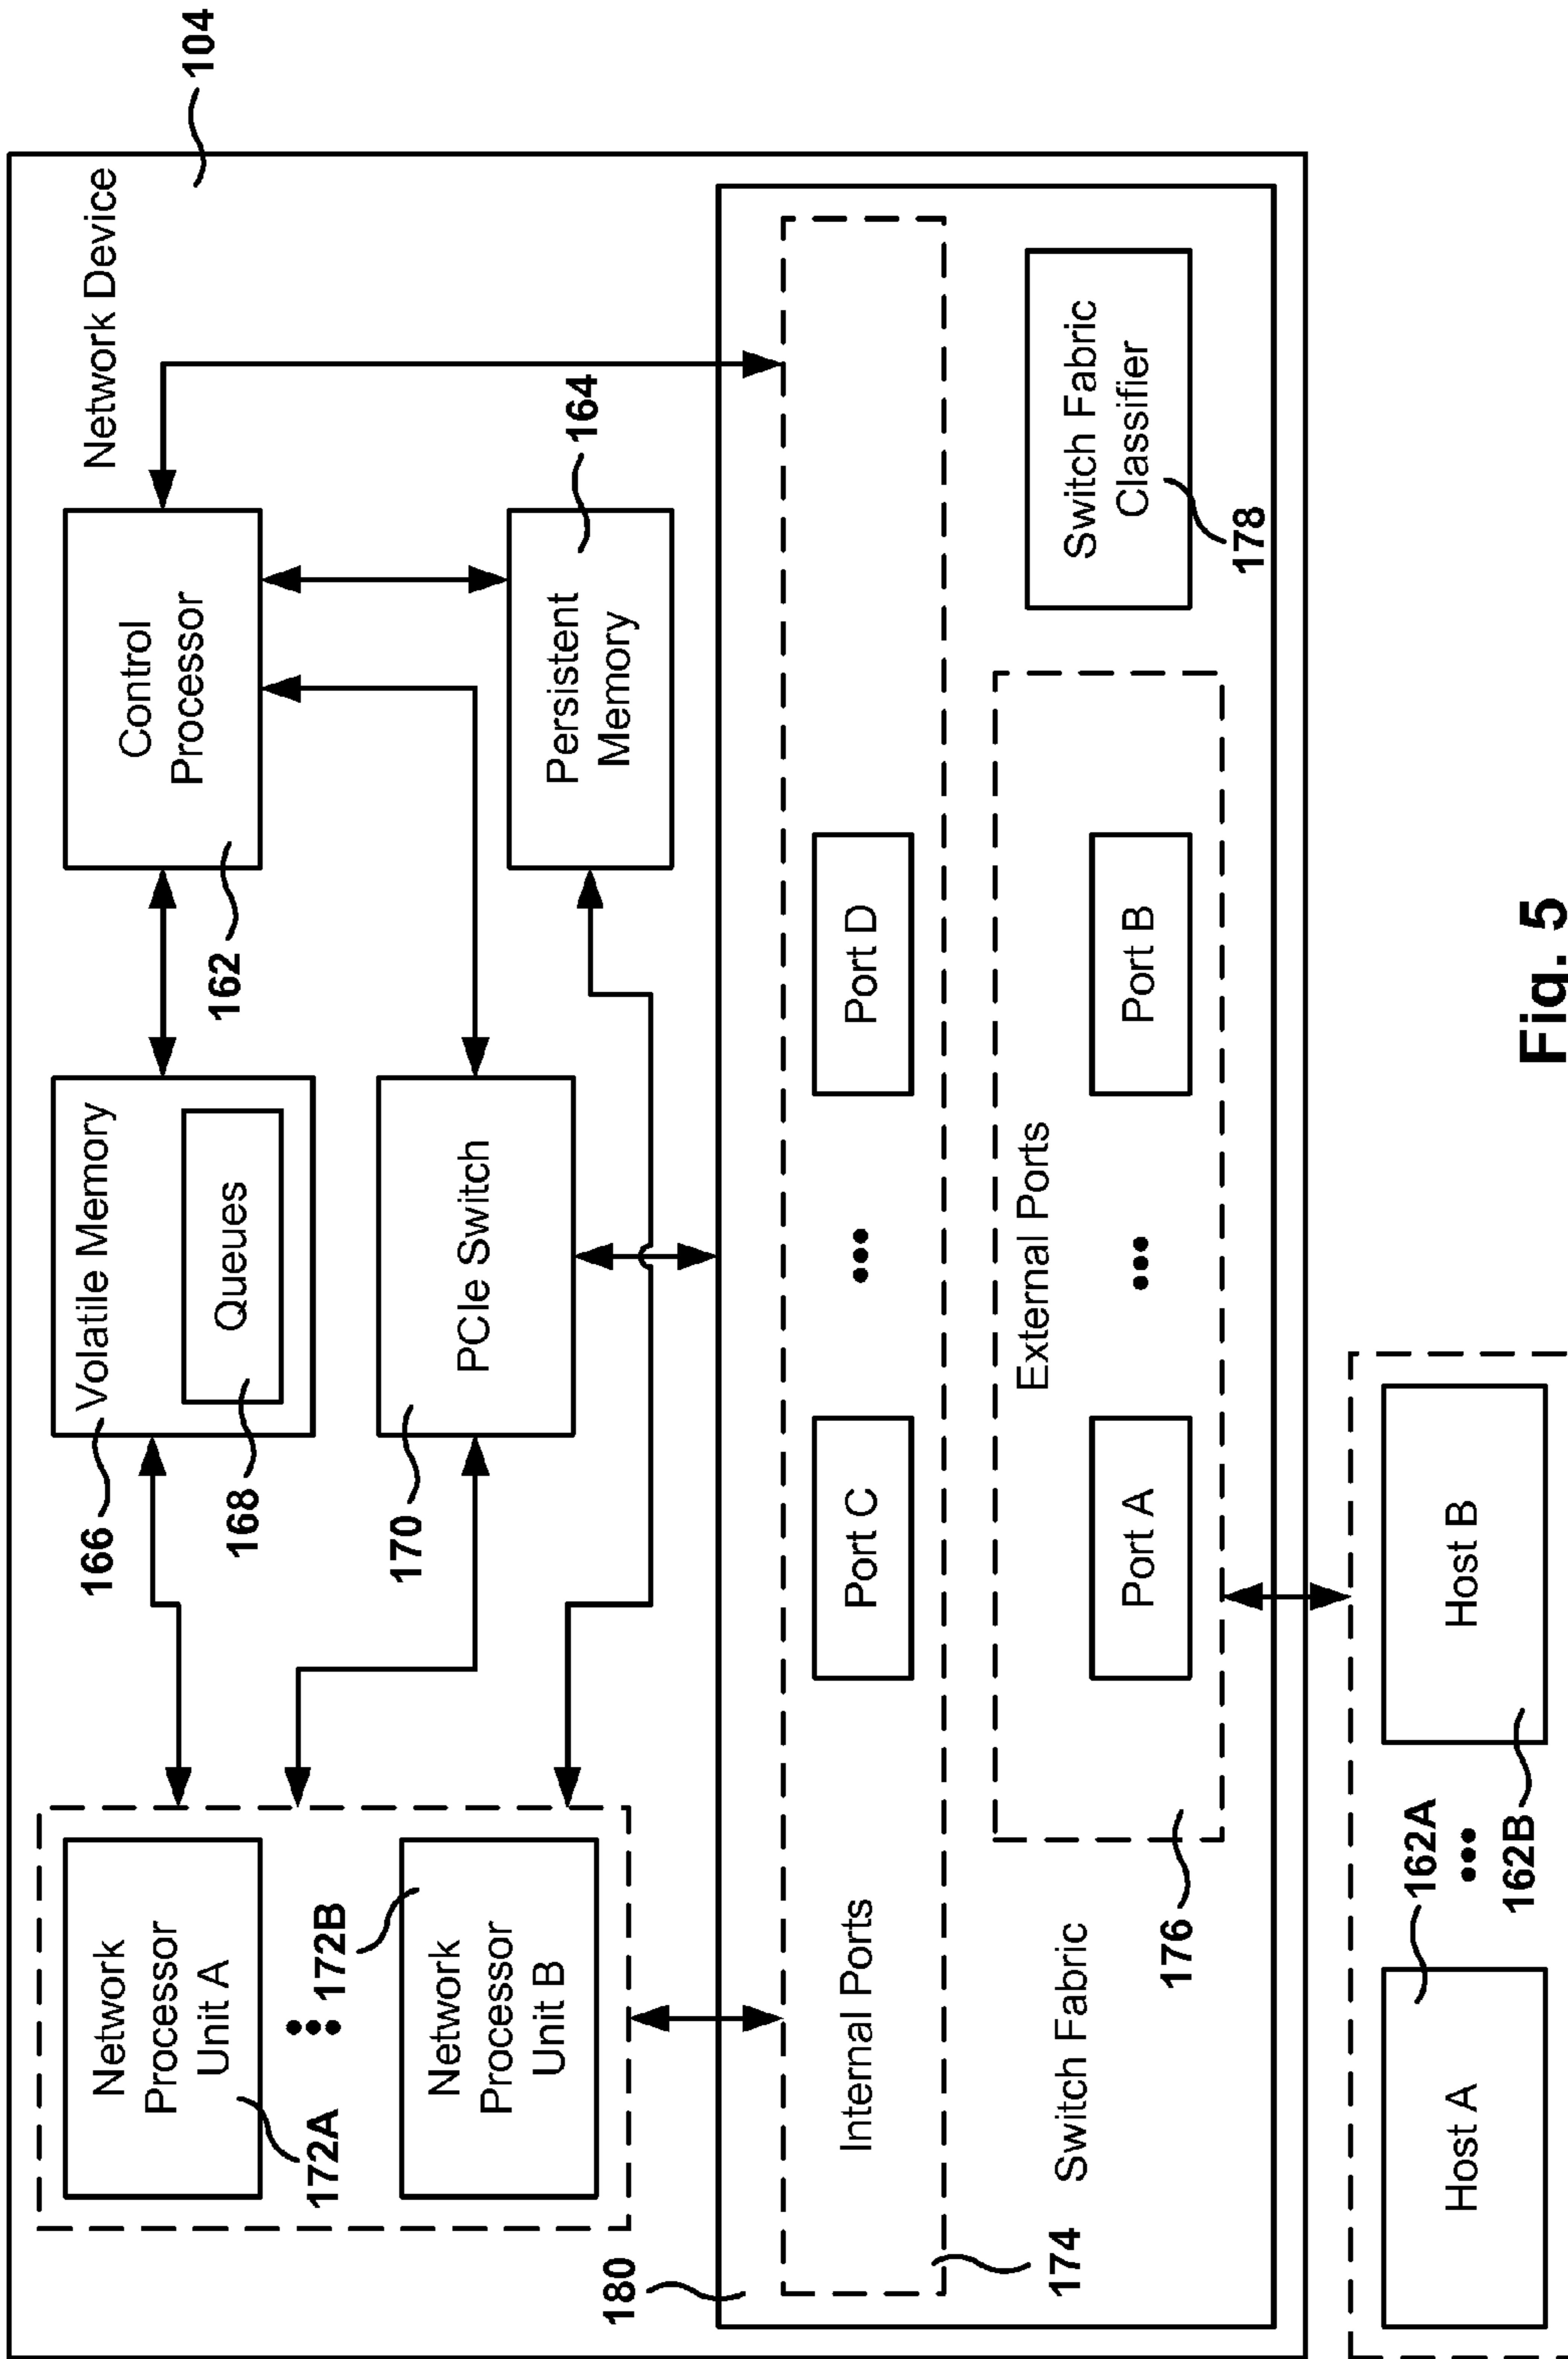 104
Network Device
Network
Processor
Unit A
172A
172B
Network
Processor
Unit B
166
Volatile Memory
168
Queues
162
Control
Processor
170
PCIe Switch
164
Persistent
Memory
180
Internal Ports
Port C
•••
Port D
174
Switch Fabric
External Ports
Port A
•••
Port B
176
Switch Fabric
Classifier
178
Host A
162A
•••
162B
Host B
Fig. 5